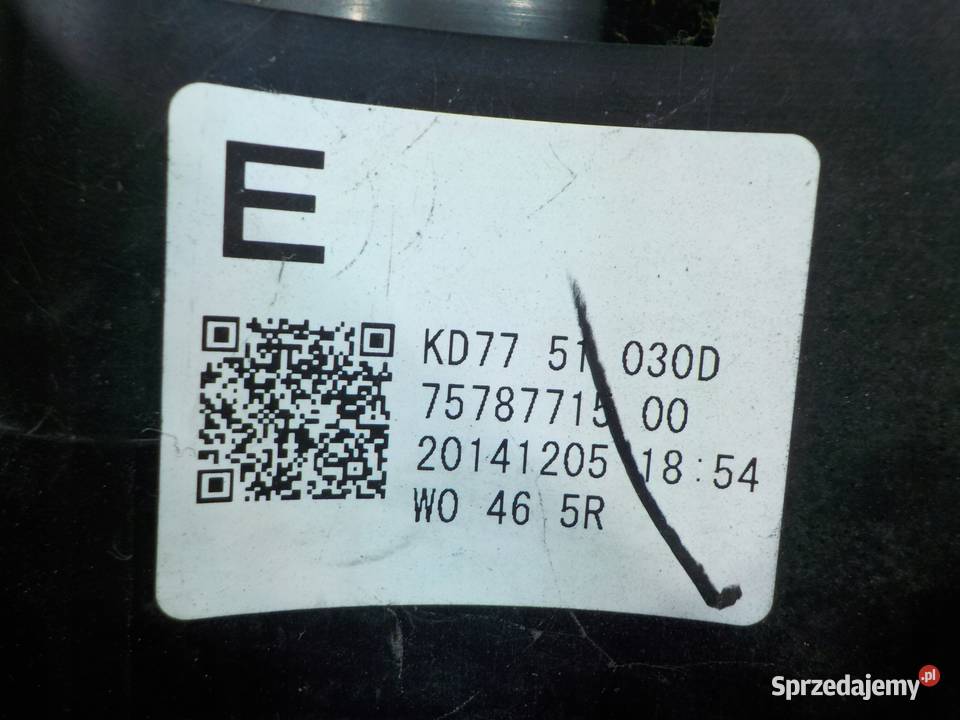 E
KD77 51 030D
75787715 00
20141205 18:54
WO 46 5R
Sprzedajemy.pl